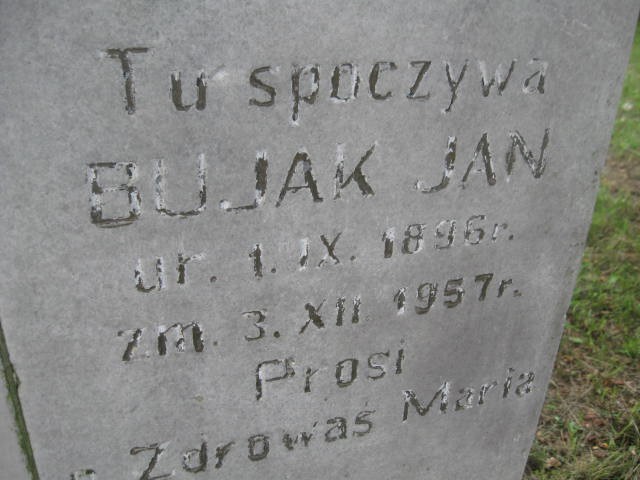 Tu spoczywa
BUJAK JAN
ur. 1. IX. 1896r.
zm. 3. XII. 1957r.
Prosi
o Zdrowaś Maria